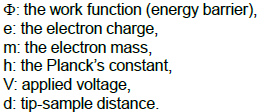 Φ: the work function (energy barrier),
e: the electron charge,
m: the electron mass,
h: the Planck’s constant,
V: applied voltage,
d: tip-sample distance.